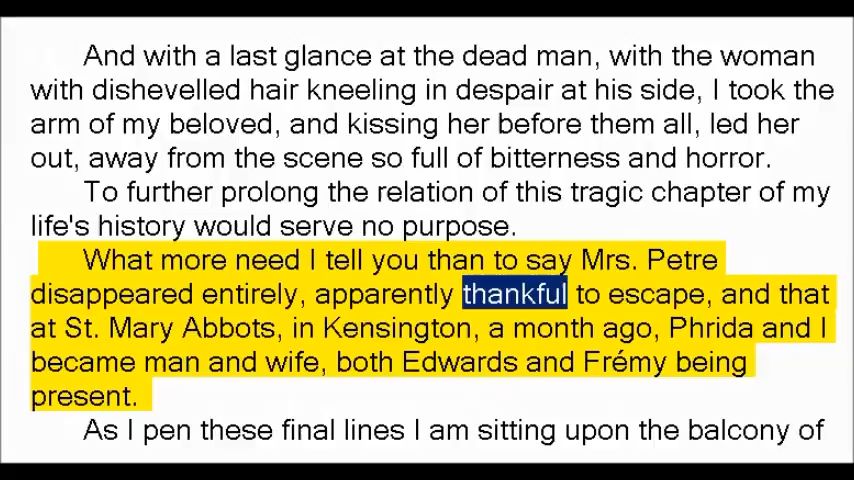 And with a last glance at the dead man, with the woman
with dishevelled hair kneeling in despair at his side, I took the
arm of my beloved, and kissing her before them all, led her
out, away from the scene so full of bitterness and horror.
To further prolong the relation of this tragic chapter of my
life's history would serve no purpose.
What more need I tell you than to say Mrs. Petre
disappeared entirely, apparently thankful to escape, and that
at St. Mary Abbots, in Kensington, a month ago, Phrida and I
became man and wife, both Edwards and Frémy being
present.
As I pen these final lines I am sitting upon the balcony of